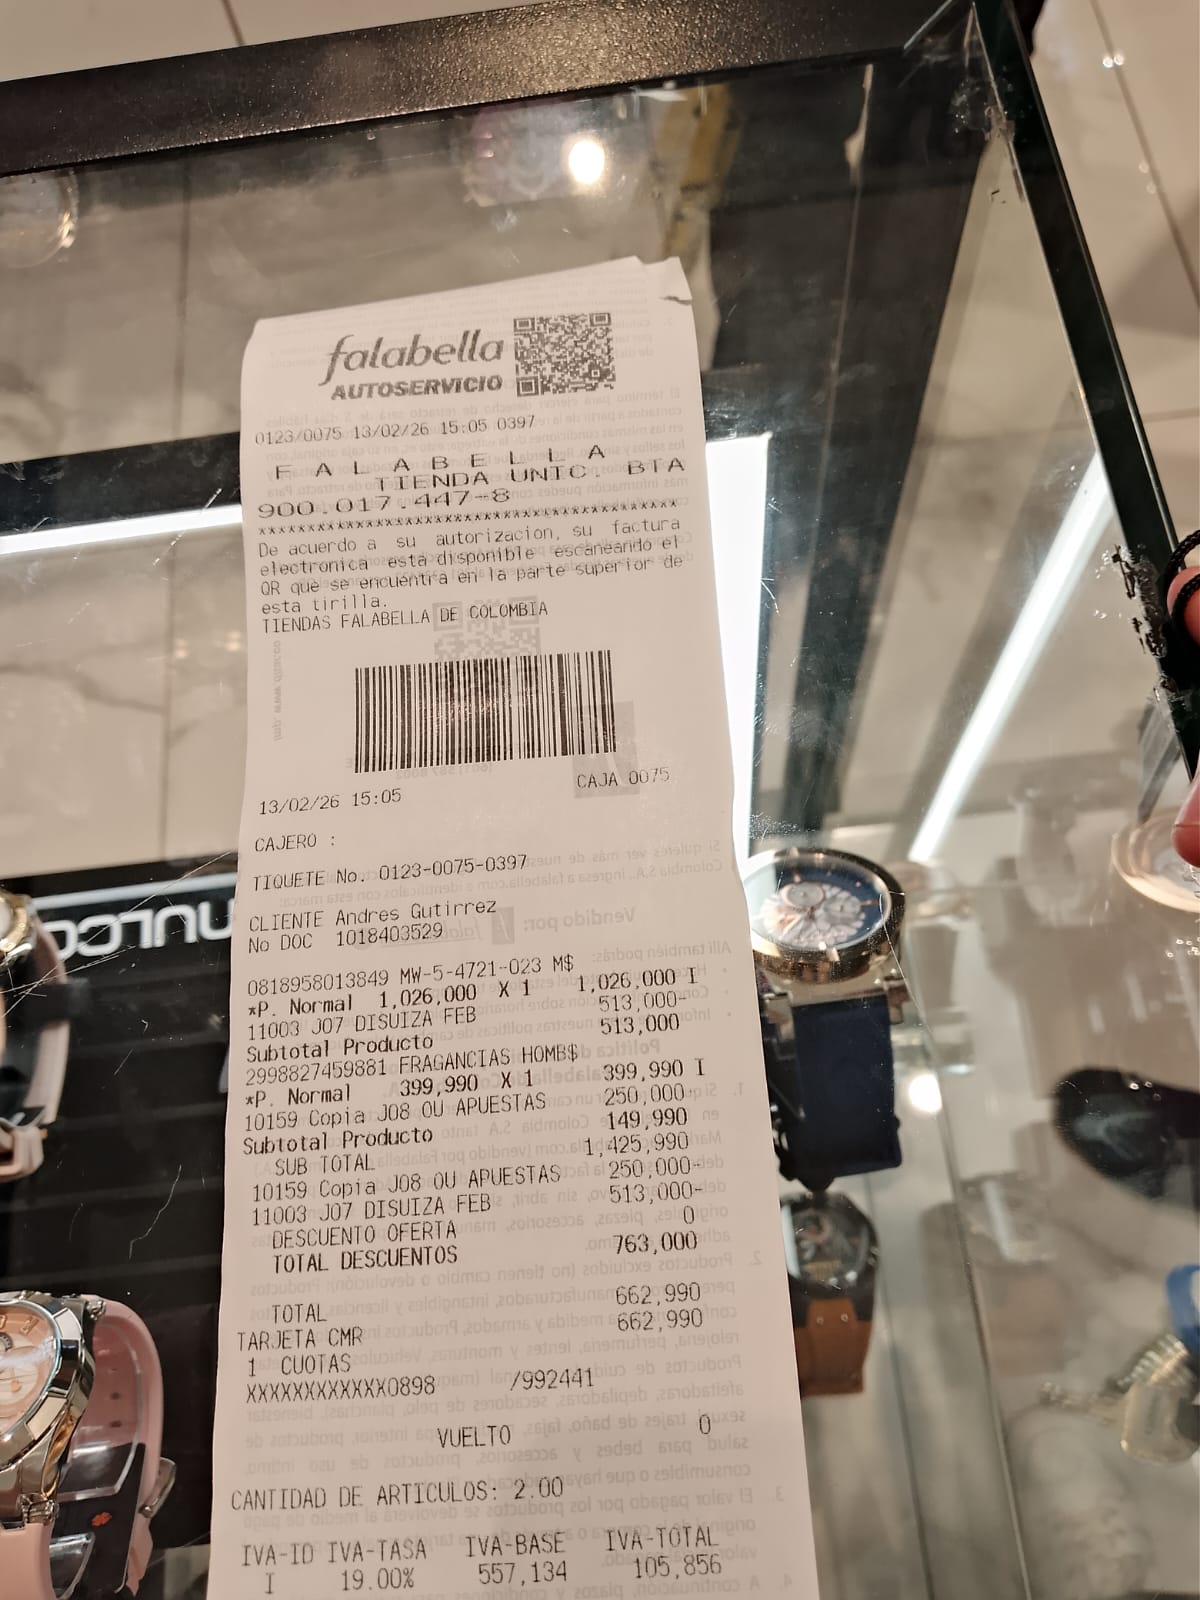 falabella
AUTOSERVICIO
0123/0075 13/02/26 15:05 0397
F A L A B E L L A
TIENDA UNIC. BTA
900.017.447-8
****************************************
De acuerdo a su autorizacion, su factura
electronica esta disponible escaneando el
QR que se encuentra en la parte superior de
esta tirilla.
TIENDAS FALABELLA DE COLOMBIA
13/02/26 15:05 CAJA 0075
CAJERO :
TIQUETE No. 0123-0075-0397
CLIENTE Andres Gutirrez
No DOC 1018403529
0818958013849 MW-5-4721-023 M$
*P. Normal 1,026,000 X 1 1,026,000 I
11003 J07 DISUIZA FEB 513,000-
Subtotal Producto 513,000
2998827459881 FRAGANCIAS HOMB$
*P. Normal 399,990 X 1 399,990 I
10159 Copia J08 OU APUESTAS 250,000-
Subtotal Producto 149,990
SUB TOTAL 1,425,990
10159 Copia J08 OU APUESTAS 250,000-
11003 J07 DISUIZA FEB 513,000-
DESCUENTO OFERTA 0
TOTAL DESCUENTOS 763,000
TOTAL 662,990
TARJETA CMR 662,990
1 CUOTAS
XXXXXXXXXXXX0898 /992441
VUELTO 0
CANTIDAD DE ARTICULOS: 2.00
IVA-ID IVA-TASA IVA-BASE IVA-TOTAL
I 19.00% 557,134 105,856